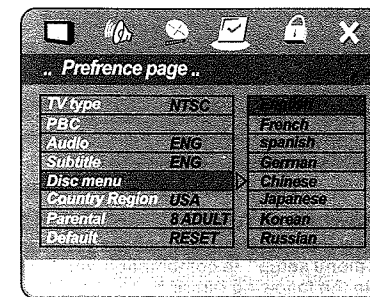 .. Prefrence page ..
TV type NTSC
PBC
Audio ENG
Subtitle ENG
Disc menu
Country Region USA
Parental 8 ADULT
Default RESET
English
French
spanish
German
Chinese
Japanese
Korean
Russian